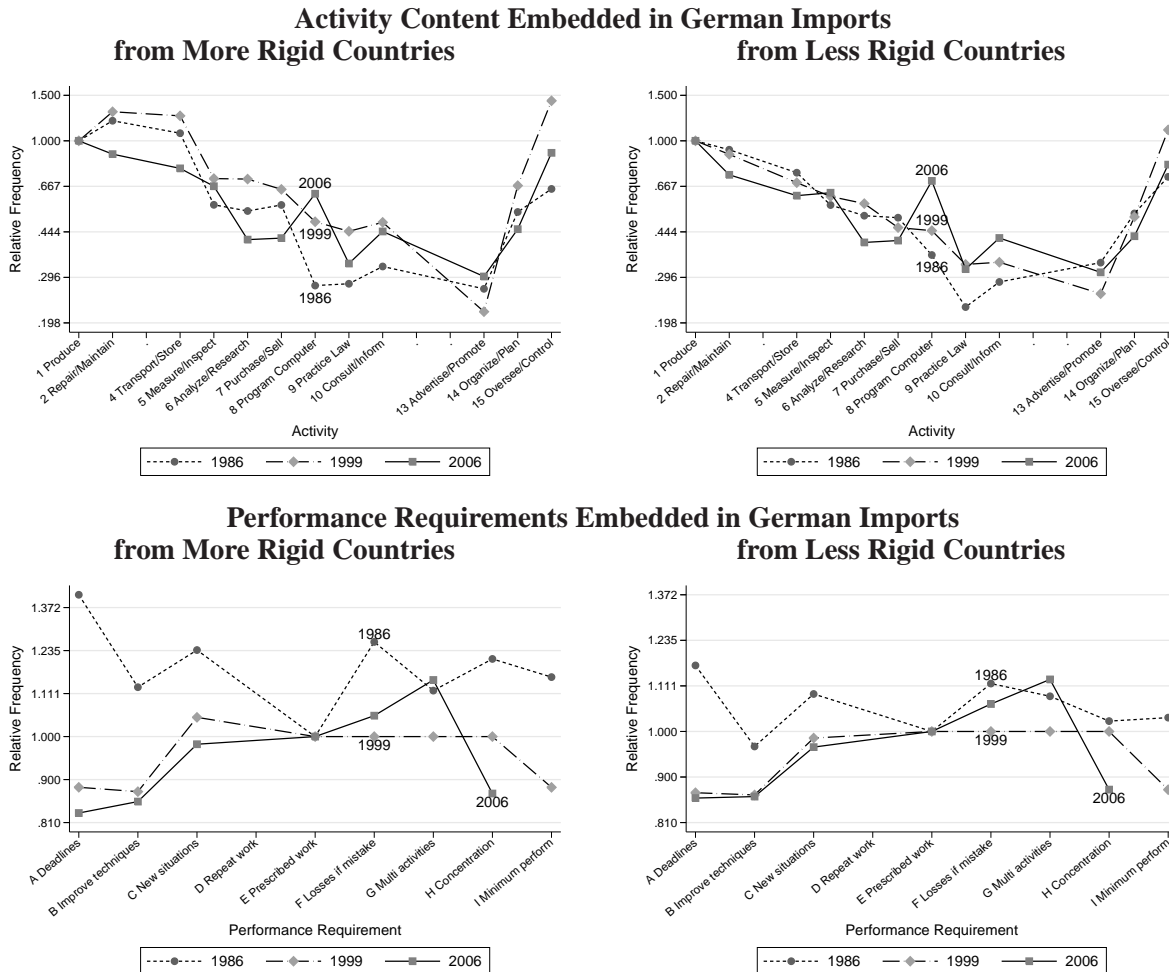 Activity Content Embedded in German Imports
from More Rigid Countries
from Less Rigid Countries
Relative Frequency
1.500
1.000
.667
.444
.296
.198
2006
1999
1986
1 Produce
2 Repair/Maintain
.
4 Transport/Store
5 Measure/Inspect
6 Analyze/Research
7 Purchase/Sell
8 Program Computer
9 Practice Law
10 Consult/Inform
.
.
13 Advertise/Promote
14 Organize/Plan
15 Oversee/Control
Activity
1986 1999 2006
Relative Frequency
1.500
1.000
.667
.444
.296
.198
2006
1999
1986
1 Produce
2 Repair/Maintain
.
4 Transport/Store
5 Measure/Inspect
6 Analyze/Research
7 Purchase/Sell
8 Program Computer
9 Practice Law
10 Consult/Inform
.
.
13 Advertise/Promote
14 Organize/Plan
15 Oversee/Control
Activity
1986 1999 2006
Performance Requirements Embedded in German Imports
from More Rigid Countries
from Less Rigid Countries
Relative Frequency
1.372
1.235
1.111
1.000
.900
.810
1986
1999
2006
A Deadlines
B Improve techniques
C New situations
D Repeat work
E Prescribed work
F Losses if mistake
G Multi activities
H Concentration
I Minimum perform
Performance Requirement
1986 1999 2006
Relative Frequency
1.372
1.235
1.111
1.000
.900
.810
1986
1999
2006
A Deadlines
B Improve techniques
C New situations
D Repeat work
E Prescribed work
F Losses if mistake
G Multi activities
H Concentration
I Minimum perform
Performance Requirement
1986 1999 2006